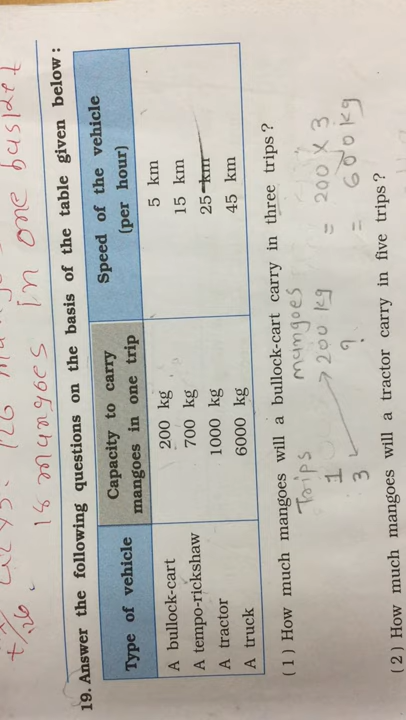 18 mangoes in one basket
19. Answer the following questions on the basis of the table given below :
Type of vehicle Capacity to carry mangoes in one trip Speed of the vehicle (per hour)
A bullock-cart 200 kg 5 km
A tempo-rickshaw 700 kg 15 km
A tractor 1000 kg 25 km
A truck 6000 kg 45 km
(1) How much mangoes will a bullock-cart carry in three trips?
Trips mangoes
1 → 200 kg = 200 X 3
3 ? = 600 kg
(2) How much mangoes will a tractor carry in five trips?